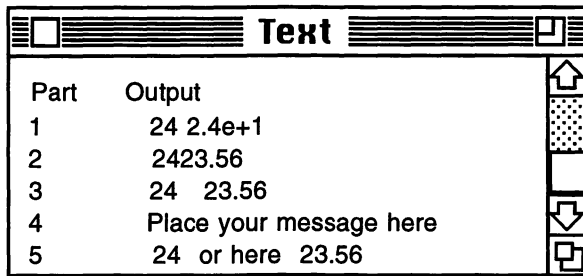 Text
Part Output
1 24 2.4e+1
2 2423.56
3 24 23.56
4 Place your message here
5 24 or here 23.56